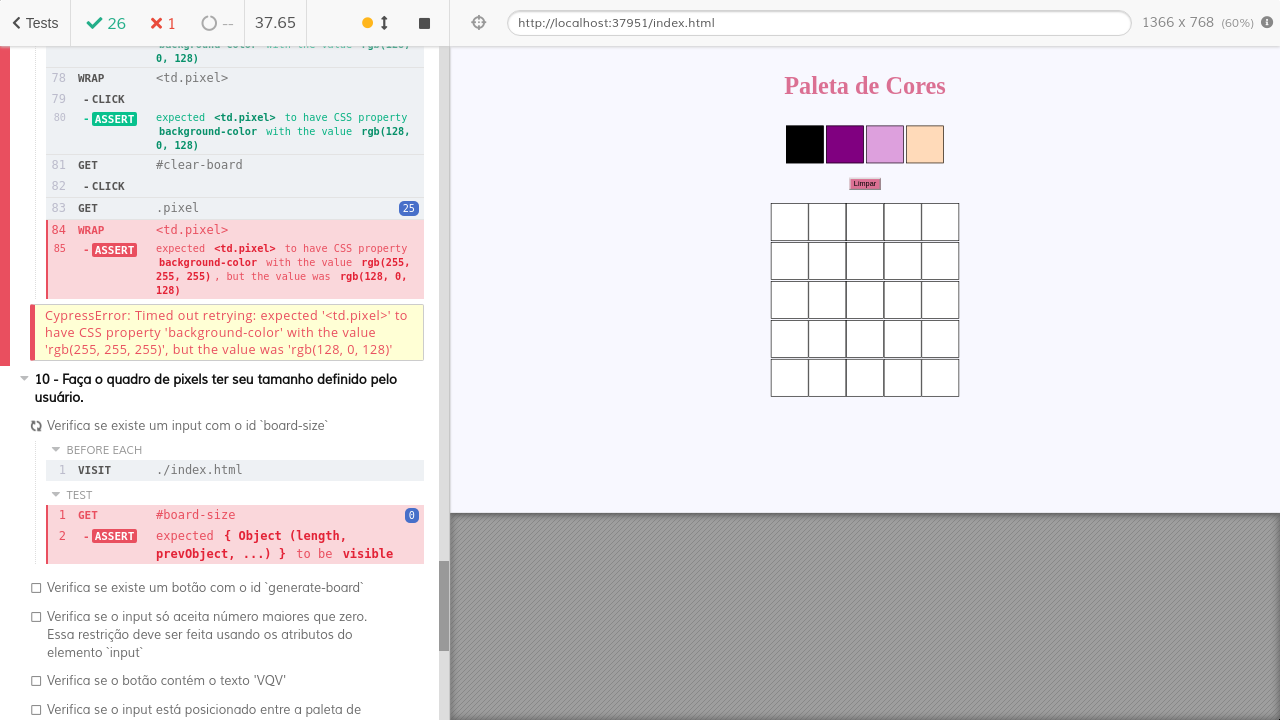 Tests 26 1 -- 37.65
background-color with the value rgb(128,
0, 128)
78 WRAP <td.pixel>
79 -CLICK
80 -ASSERT expected <td.pixel> to have CSS property
background-color with the value rgb(128,
0, 128)
81 GET #clear-board
82 -CLICK
83 GET .pixel 25
84 WRAP <td.pixel>
85 -ASSERT expected <td.pixel> to have CSS property
background-color with the value rgb(255,
255, 255), but the value was rgb(128, 0,
128)
CypressError: Timed out retrying: expected '<td.pixel>' to
have CSS property 'background-color' with the value
'rgb(255, 255, 255)', but the value was 'rgb(128, 0, 128)'
10 - Faça o quadro de pixels ter seu tamanho definido pelo
usuário.
Verifica se existe um input com o id `board-size`
BEFORE EACH
1 VISIT ./index.html
TEST
1 GET #board-size 0
2 -ASSERT expected { Object (length,
prevObject, ...) } to be visible
Verifica se existe um botão com o id `generate-board`
Verifica se o input só aceita número maiores que zero.
Essa restrição deve ser feita usando os atributos do
elemento `input`
Verifica se o botão contém o texto 'VQV'
Verifica se o input está posicionado entre a paleta de
http://localhost:37951/index.html 1366 x 768 (60%)
Paleta de Cores
Limpar